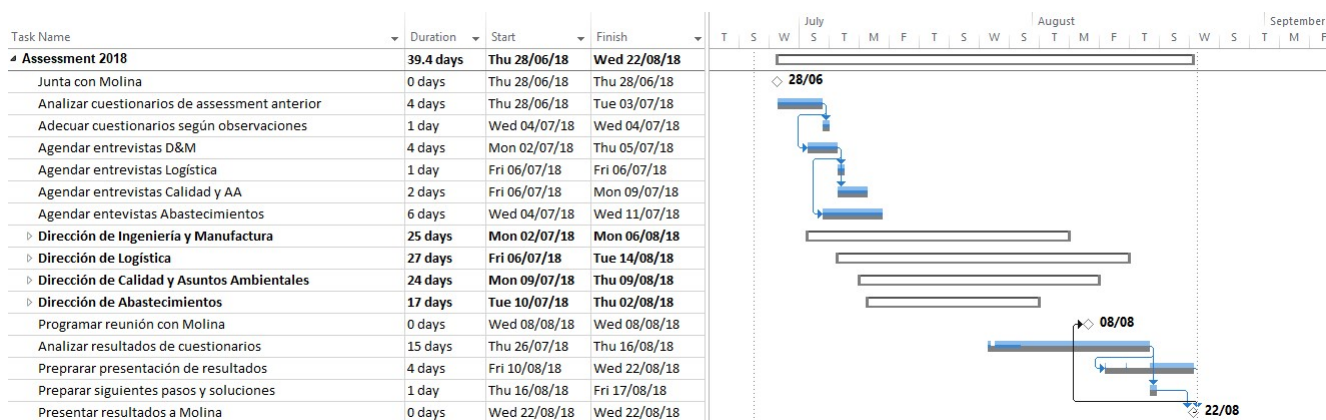 July August September
Task Name Duration Start Finish T S W S T M F T S W S T M F T S W S T M F
Assessment 2018 39.4 days Thu 28/06/18 Wed 22/08/18
Junta con Molina 0 days Thu 28/06/18 Thu 28/06/18 28/06
Analizar cuestionarios de assessment anterior 4 days Thu 28/06/18 Tue 03/07/18
Adecuar cuestionarios según observaciones 1 day Wed 04/07/18 Wed 04/07/18
Agendar entrevistas D&M 4 days Mon 02/07/18 Thu 05/07/18
Agendar entrevistas Logística 1 day Fri 06/07/18 Fri 06/07/18
Agendar entrevistas Calidad y AA 2 days Fri 06/07/18 Mon 09/07/18
Agendar entevistas Abastecimientos 6 days Wed 04/07/18 Wed 11/07/18
Dirección de Ingeniería y Manufactura 25 days Mon 02/07/18 Mon 06/08/18
Dirección de Logística 27 days Fri 06/07/18 Tue 14/08/18
Dirección de Calidad y Asuntos Ambientales 24 days Mon 09/07/18 Thu 09/08/18
Dirección de Abastecimientos 17 days Tue 10/07/18 Thu 02/08/18
Programar reunión con Molina 0 days Wed 08/08/18 Wed 08/08/18 08/08
Analizar resultados de cuestionarios 15 days Thu 26/07/18 Thu 16/08/18
Preprarar presentación de resultados 4 days Fri 10/08/18 Wed 22/08/18
Preparar siguientes pasos y soluciones 1 day Thu 16/08/18 Fri 17/08/18
Presentar resultados a Molina 0 days Wed 22/08/18 Wed 22/08/18 22/08